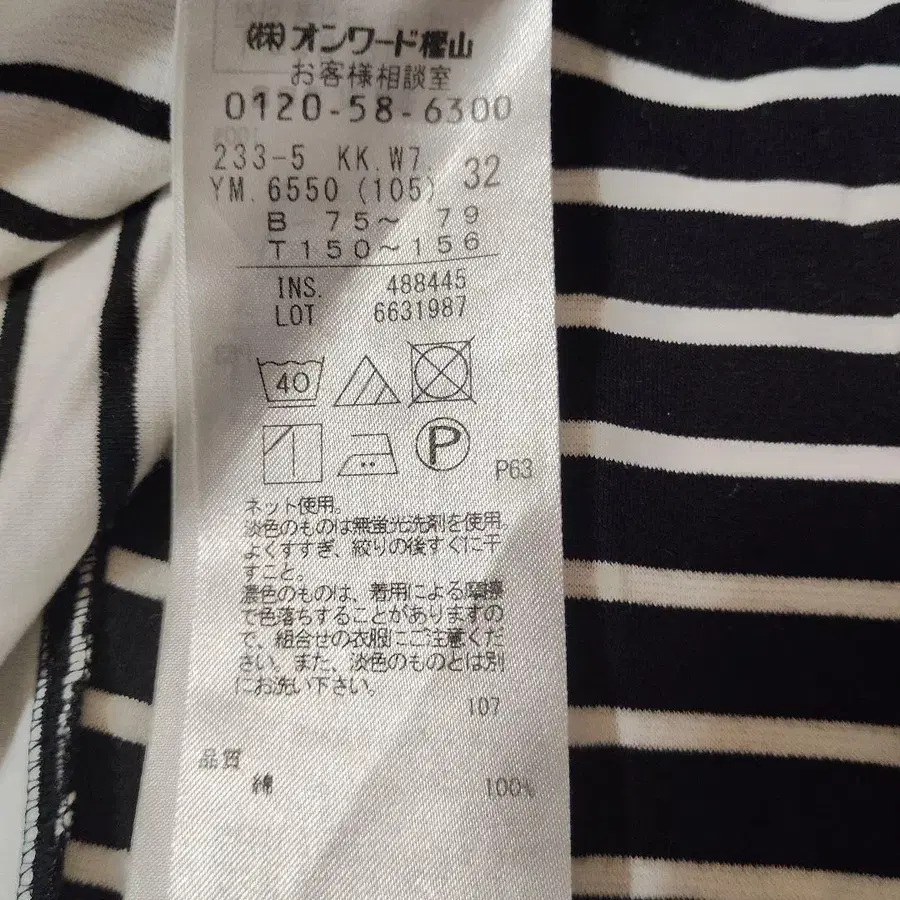 (株)オンワード樫山
お客様相談室
0120-58-6300
233-5 KK.W7. 32
YM.6550(105)
B 75~79
T150~156
INS. 488445
LOT 6631987
40
P
P63
ネット使用。
淡色のものは無蛍光洗剤を使用。
よくすすぎ、絞りの後すぐに干
すこと。
濃色のものは、着用による摩擦
で色落ちすることがありますの
で、組合せの衣服にご注意くだ
さい。また、淡色のものとは別
にお洗い下さい。
107
品質
綿 100%